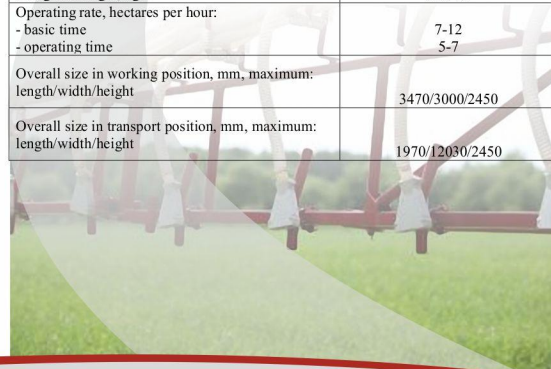 Operating rate, hectares per hour:
- basic time 7-12
- operating time 5-7
Overall size in working position, mm, maximum:
length/width/height 3470/3000/2450
Overall size in transport position, mm, maximum:
length/width/height 1970/12030/2450